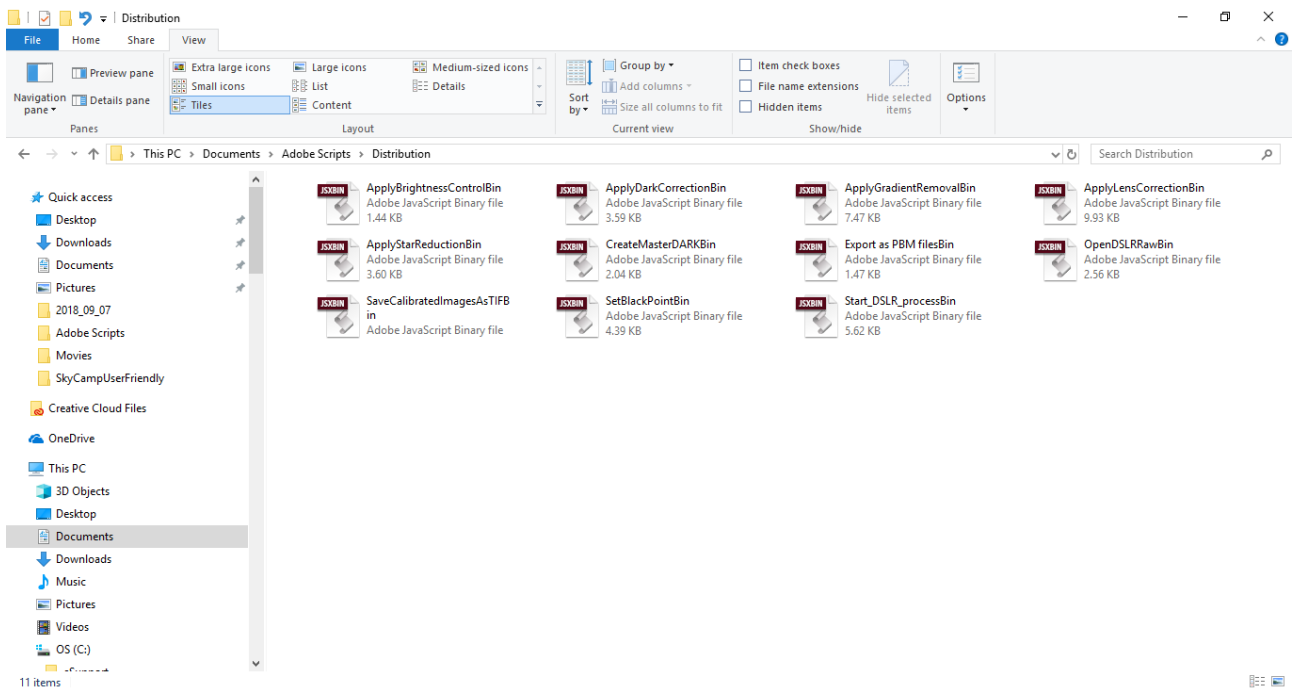 Distribution
File Home Share View
Navigation pane
Preview pane
Details pane
Panes
Extra large icons Large icons Medium-sized icons
Small icons List Details
Tiles Content
Layout
Sort by
Group by
Add columns
Size all columns to fit
Current view
Item check boxes
File name extensions
Hidden items
Hide selected items
Show/hide
Options
This PC > Documents > Adobe Scripts > Distribution
Search Distribution
Quick access
Desktop
Downloads
Documents
Pictures
2018_09_07
Adobe Scripts
Movies
SkyCampUserFriendly
Creative Cloud Files
OneDrive
This PC
3D Objects
Desktop
Documents
Downloads
Music
Pictures
Videos
OS (C:)
JSXBIN
ApplyBrightnessControlBin
Adobe JavaScript Binary file
1.44 KB
JSXBIN
ApplyDarkCorrectionBin
Adobe JavaScript Binary file
3.59 KB
JSXBIN
ApplyGradientRemovalBin
Adobe JavaScript Binary file
7.47 KB
JSXBIN
ApplyLensCorrectionBin
Adobe JavaScript Binary file
9.93 KB
JSXBIN
ApplyStarReductionBin
Adobe JavaScript Binary file
3.60 KB
JSXBIN
CreateMasterDARKBin
Adobe JavaScript Binary file
2.04 KB
JSXBIN
Export as PBM filesBin
Adobe JavaScript Binary file
1.47 KB
JSXBIN
OpenDSLRRawBin
Adobe JavaScript Binary file
2.56 KB
JSXBIN
SaveCalibratedImagesAsTIFB
in
Adobe JavaScript Binary file
JSXBIN
SetBlackPointBin
Adobe JavaScript Binary file
4.39 KB
JSXBIN
Start_DSLR_processBin
Adobe JavaScript Binary file
5.62 KB
11 items